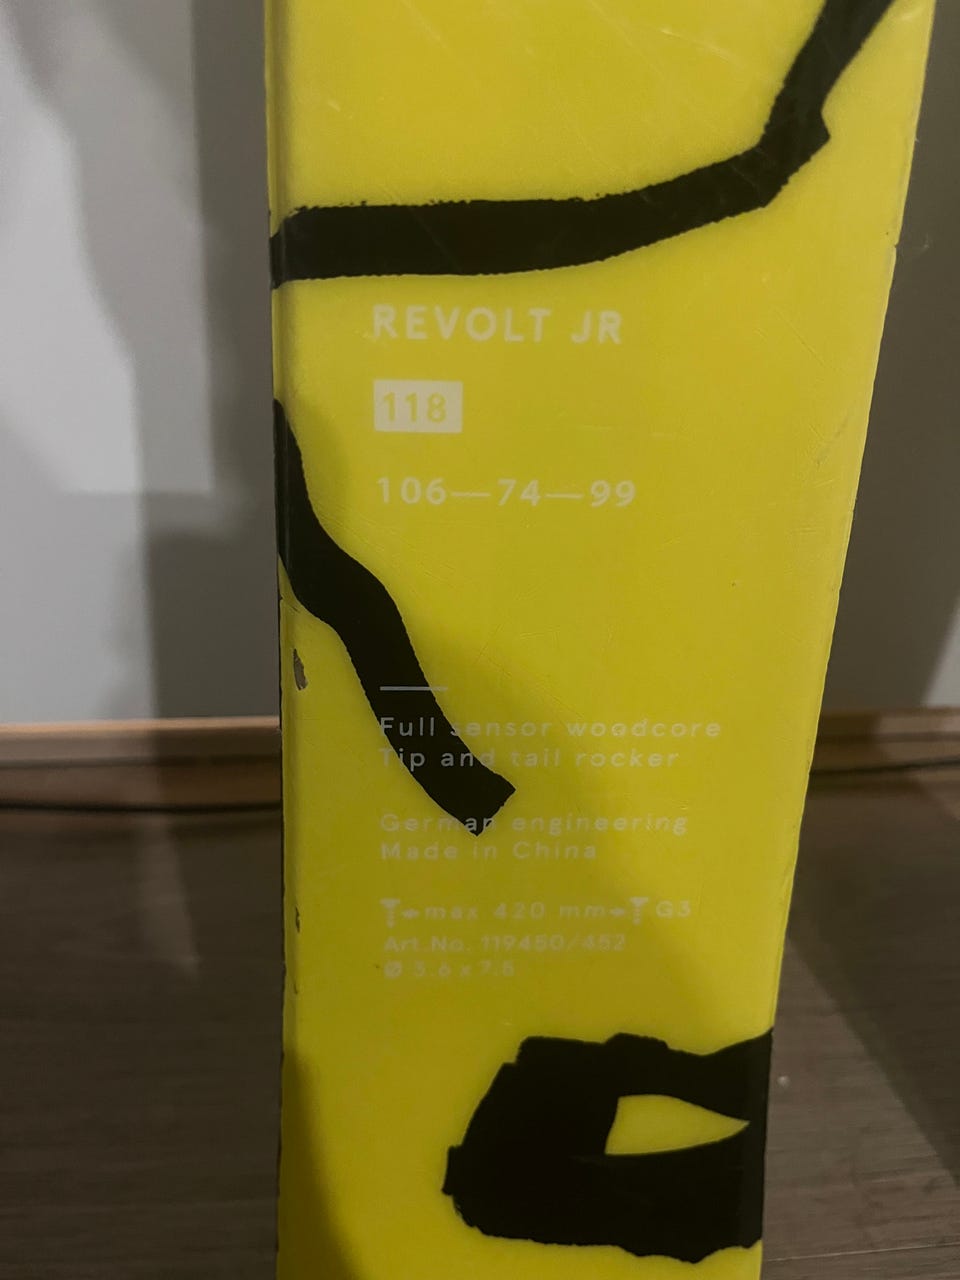 REVOLT JR
118
106—74—99
Full sensor woodcore
Tip and tail rocker
German engineering
Made in China
max 420 mm G3
Art.No. 119450/452
Ø 3.6 x 7.5